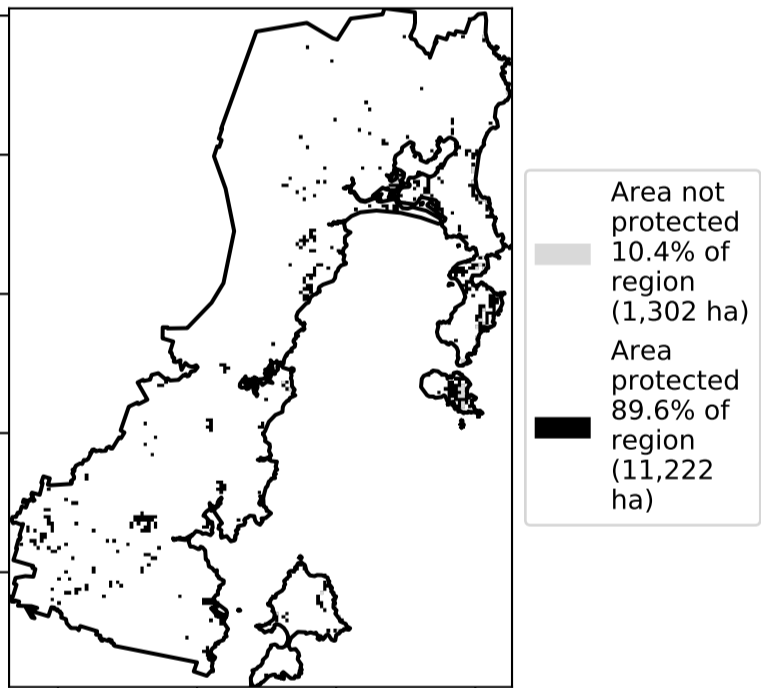 Area not
protected
10.4% of
region
(1,302 ha)
Area
protected
89.6% of
region
(11,222
ha)